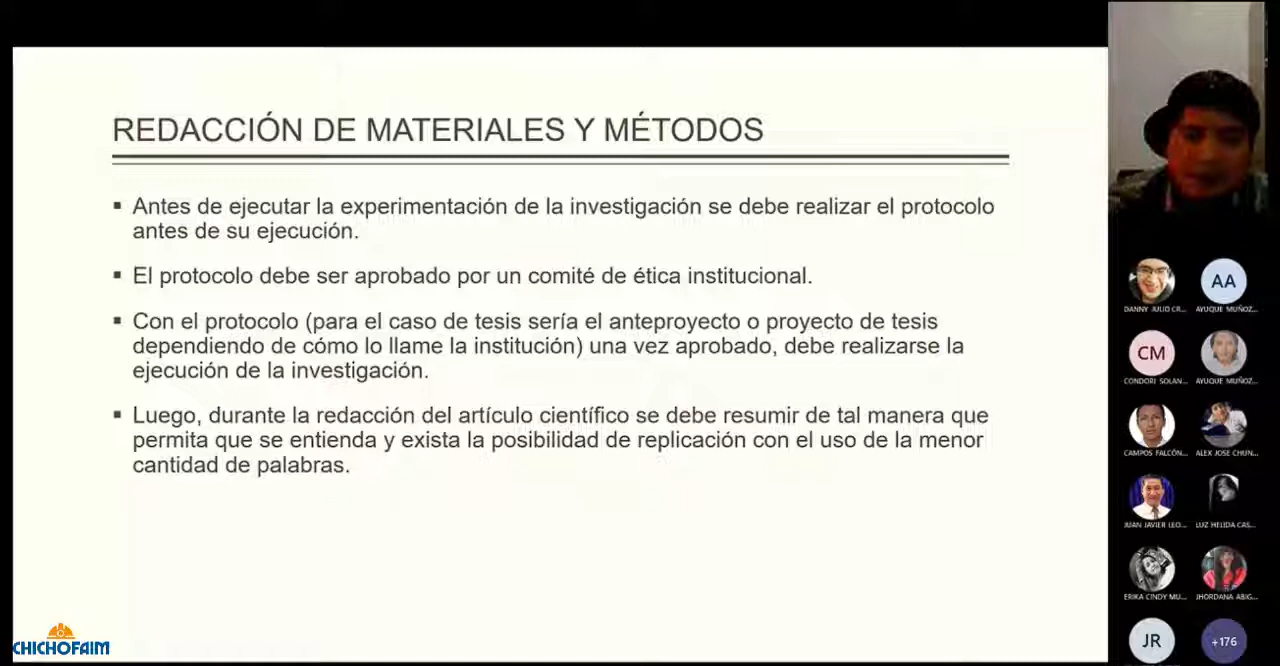 REDACCIÓN DE MATERIALES Y MÉTODOS
▪ Antes de ejecutar la experimentación de la investigación se debe realizar el protocolo
antes de su ejecución.
▪ El protocolo debe ser aprobado por un comité de ética institucional.
▪ Con el protocolo (para el caso de tesis sería el anteproyecto o proyecto de tesis
dependiendo de cómo lo llame la institución) una vez aprobado, debe realizarse la
ejecución de la investigación.
▪ Luego, durante la redacción del artículo científico se debe resumir de tal manera que
permita que se entienda y exista la posibilidad de replicación con el uso de la menor
cantidad de palabras.
CHICHOFAIM
AA
DANNY JULIO CR... AYUQUE MUÑOZ...
CM
CONDORI SOLAN... AYUQUE MUÑOZ...
CAMPOS FALCÓN... ALEX JOSE CHUN...
JUAN JAVIER LEO... LUZ HELIDA CAS...
ERIKA CINDY MU... JHORDANA ABIG...
JR +176